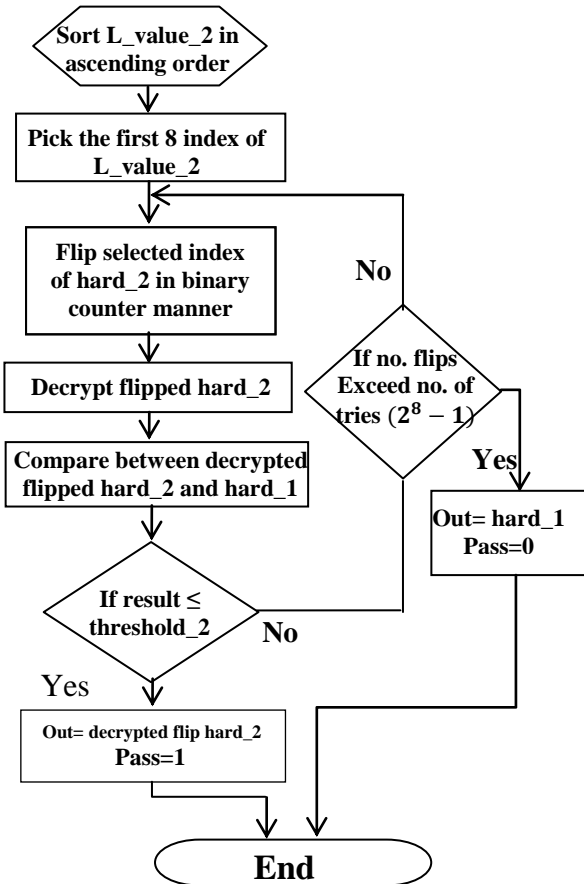 Sort L_value_2 in
ascending order
Pick the first 8 index of
L_value_2
Flip selected index
of hard_2 in binary
counter manner
No
If no. flips
Exceed no. of
tries (2⁸ − 1)
Decrypt flipped hard_2
Yes
Compare between decrypted
flipped hard_2 and hard_1
Out= hard_1
Pass=0
If result ≤
threshold_2
No
Yes
Out= decrypted flip hard_2
Pass=1
End